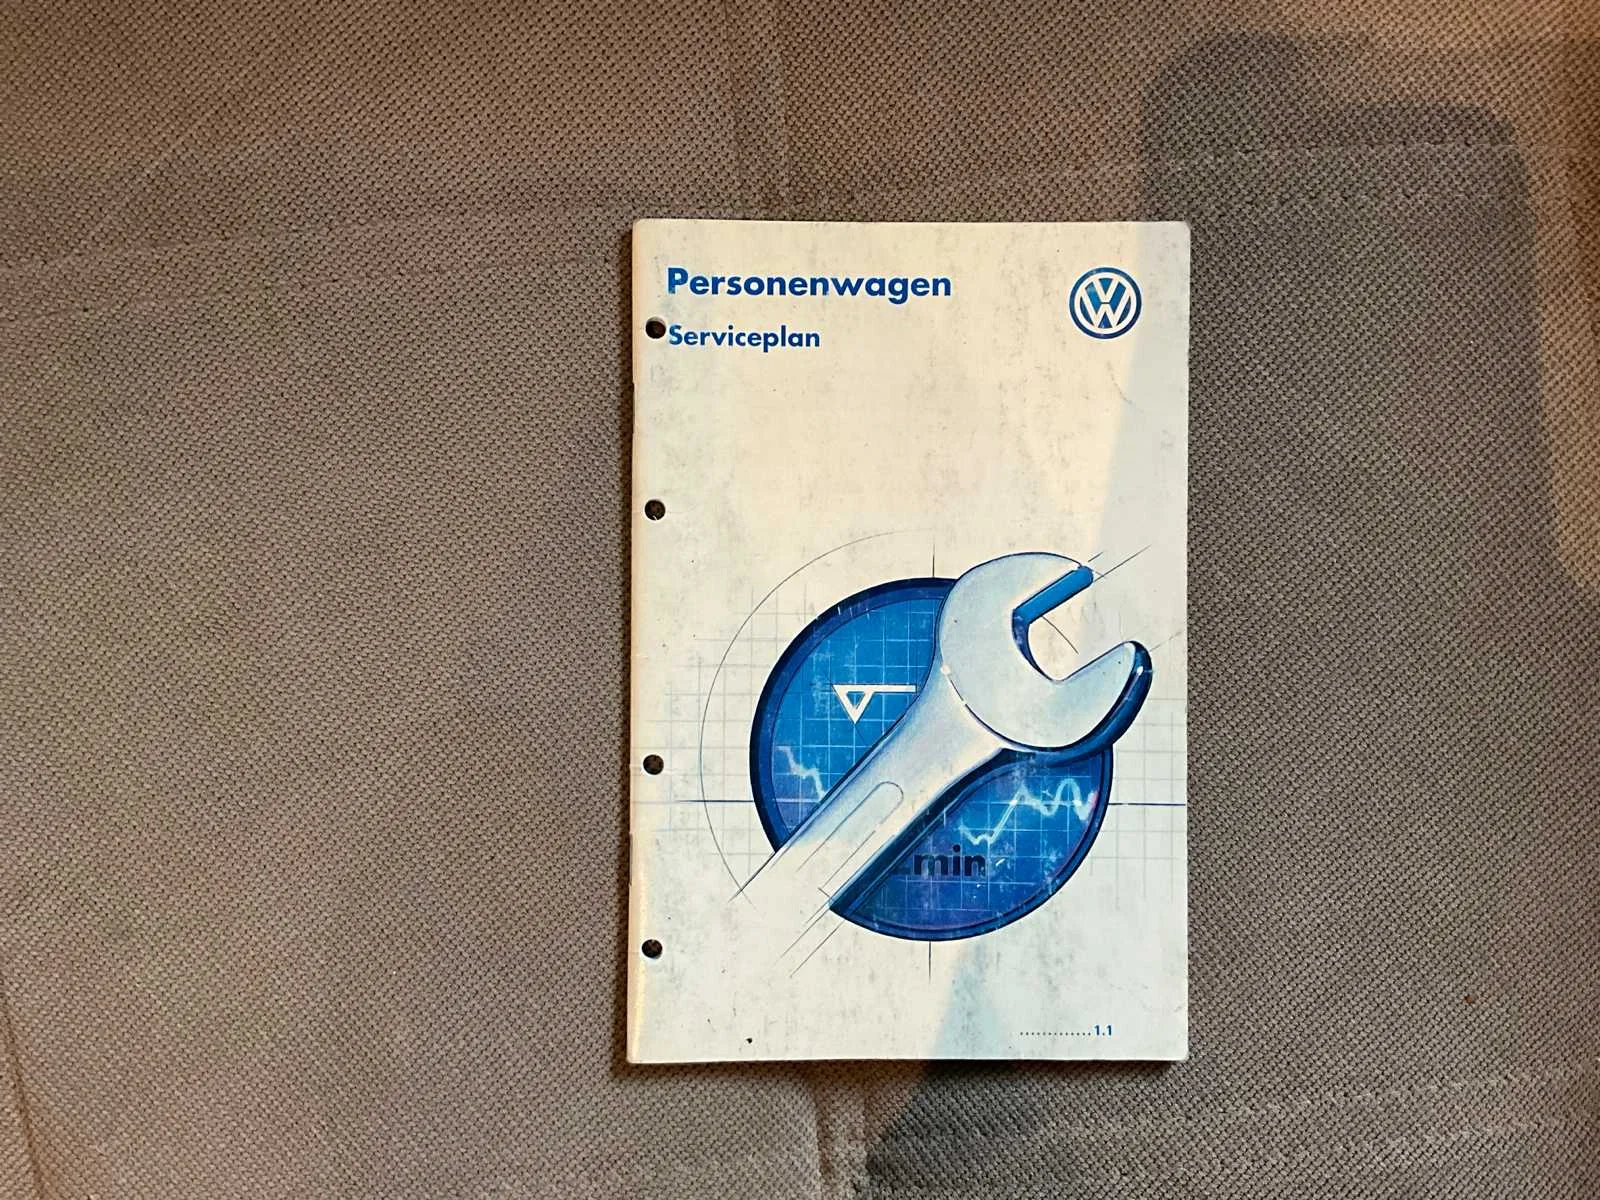 Personenwagen
Serviceplan
min
.............1.1